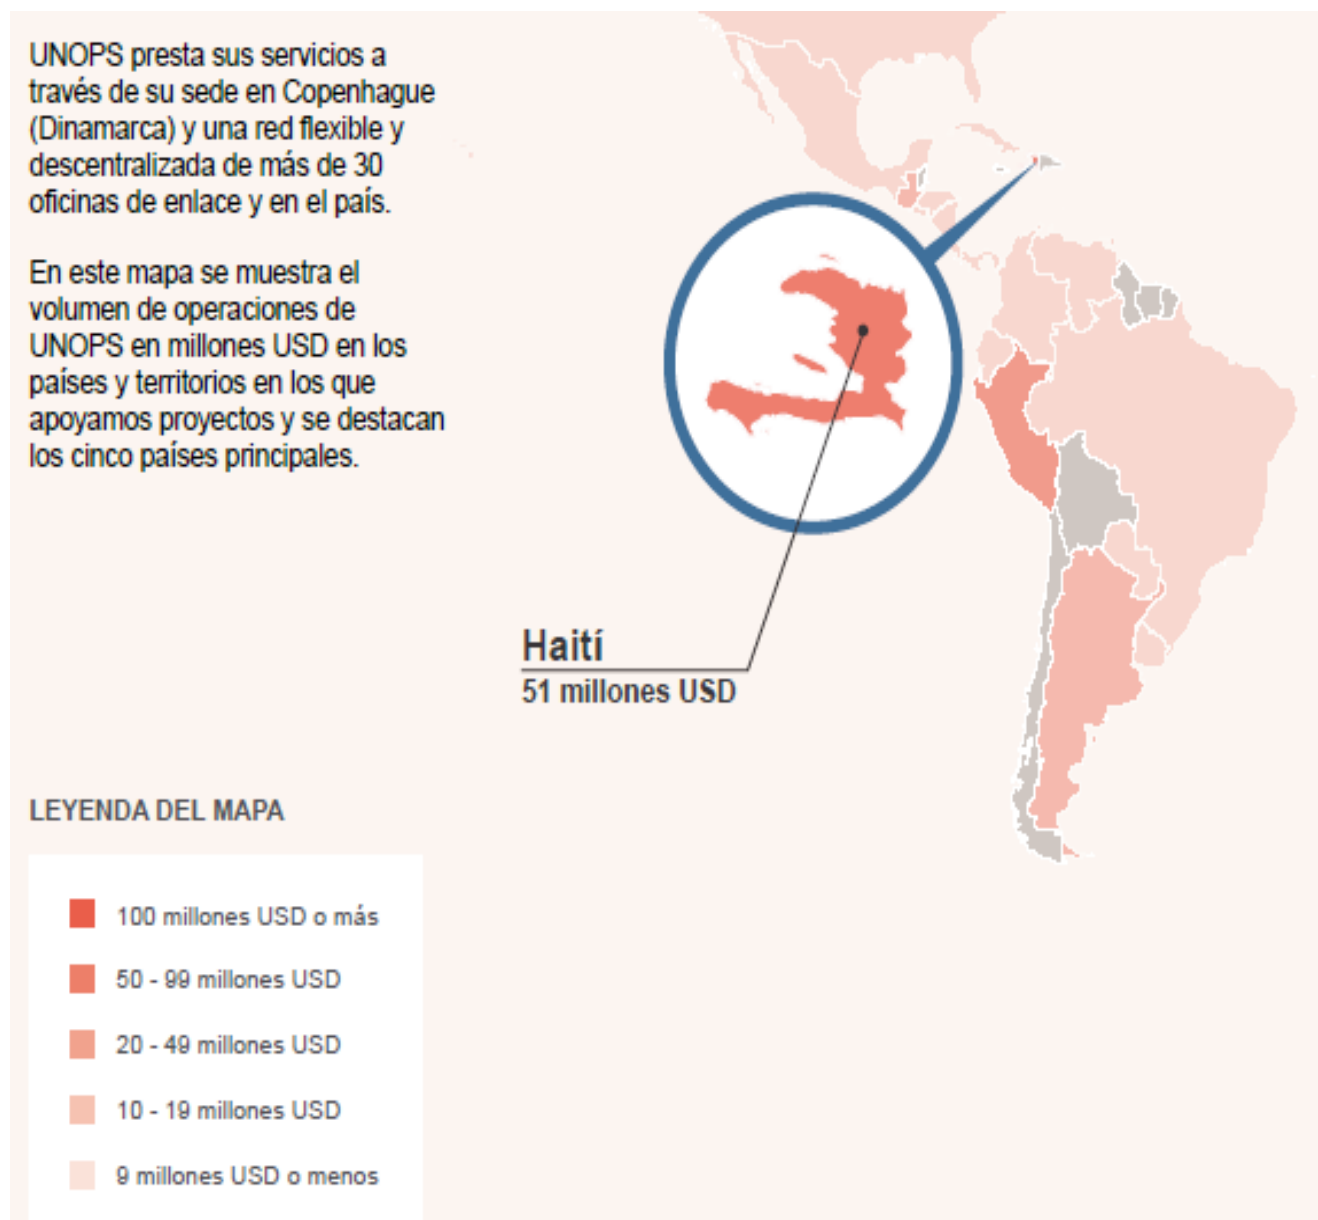 UNOPS presta sus servicios a
través de su sede en Copenhague
(Dinamarca) y una red flexible y
descentralizada de más de 30
oficinas de enlace y en el país.
En este mapa se muestra el
volumen de operaciones de
UNOPS en millones USD en los
países y territorios en los que
apoyamos proyectos y se destacan
los cinco países principales.
Haití
51 millones USD
LEYENDA DEL MAPA
100 millones USD o más
50 - 99 millones USD
20 - 49 millones USD
10 - 19 millones USD
9 millones USD o menos